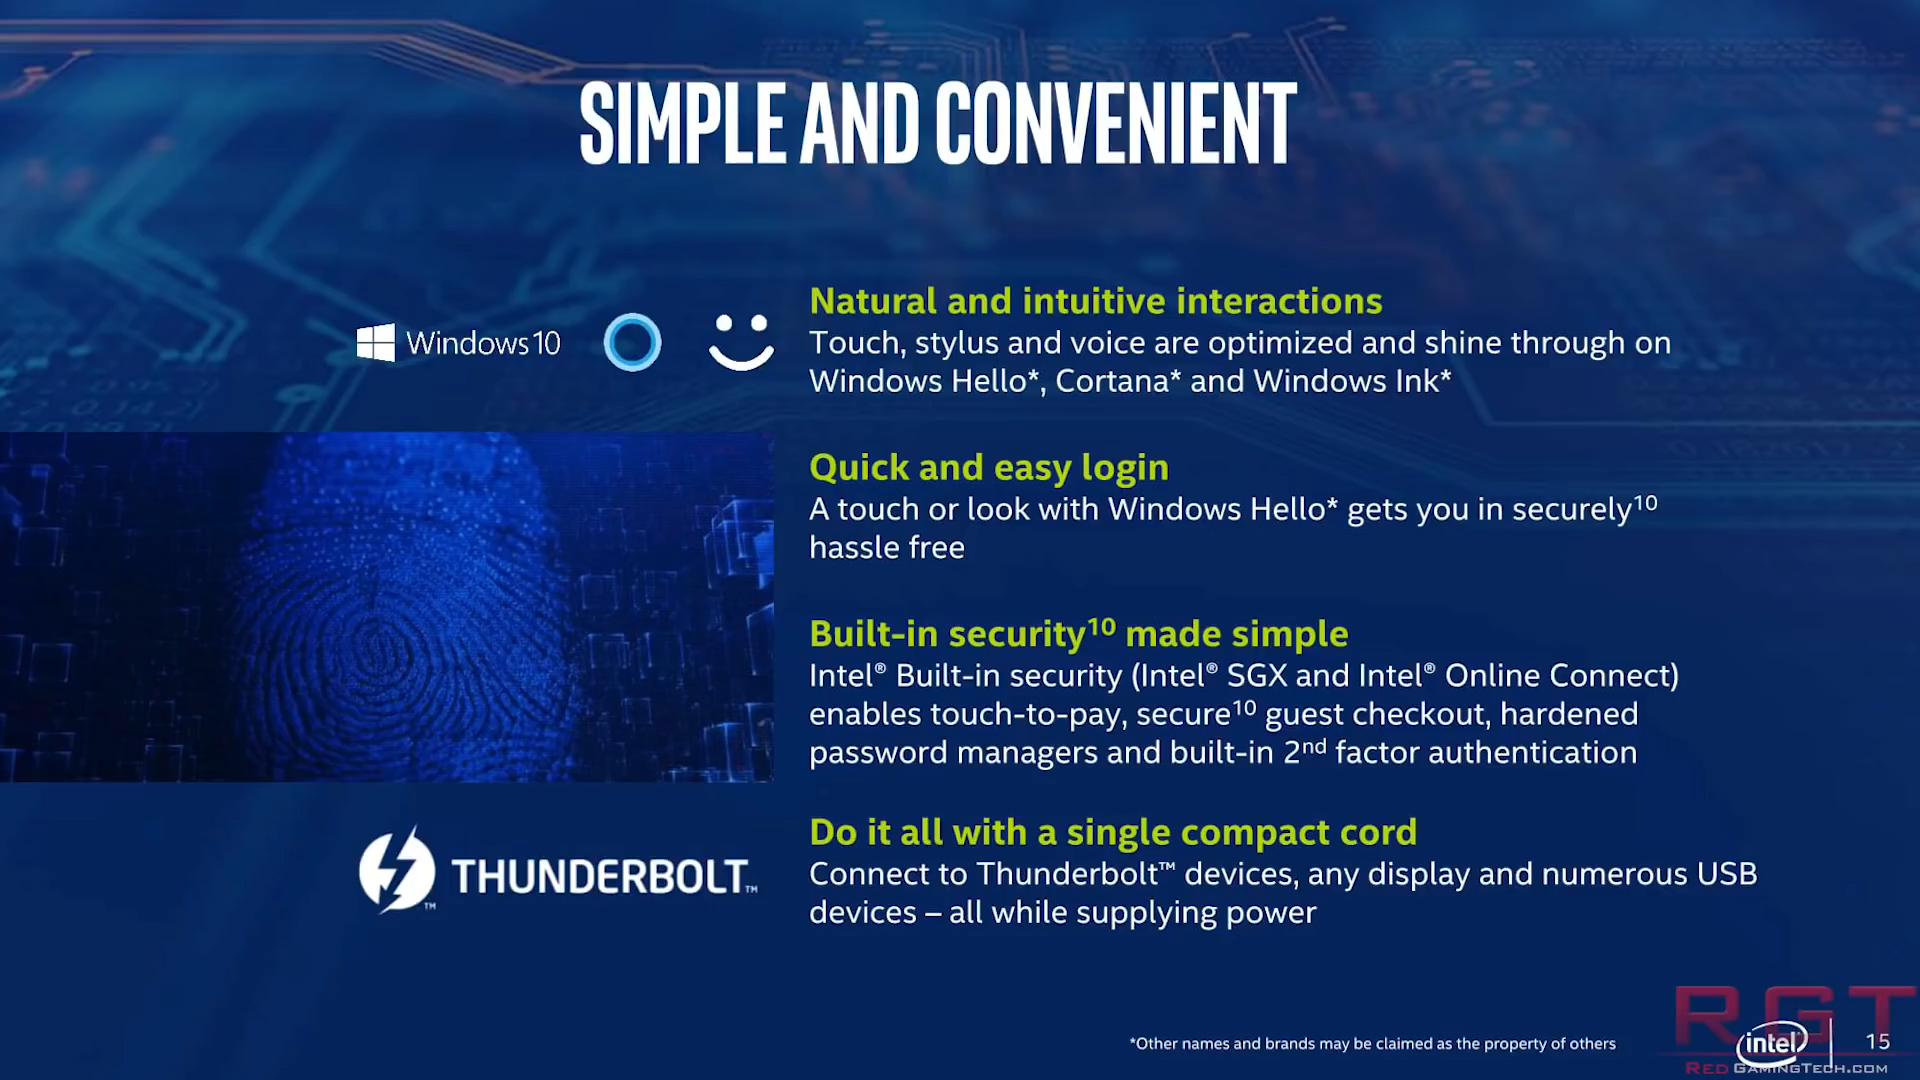 SIMPLE AND CONVENIENT
Windows 10
Natural and intuitive interactions
Touch, stylus and voice are optimized and shine through on
Windows Hello*, Cortana* and Windows Ink*
Quick and easy login
A touch or look with Windows Hello* gets you in securely¹⁰
hassle free
Built-in security¹⁰ made simple
Intel® Built-in security (Intel® SGX and Intel® Online Connect)
enables touch-to-pay, secure¹⁰ guest checkout, hardened
password managers and built-in 2ⁿᵈ factor authentication
THUNDERBOLT™
Do it all with a single compact cord
Connect to Thunderbolt™ devices, any display and numerous USB
devices – all while supplying power
*Other names and brands may be claimed as the property of others
RGT
intel
15
REDGAMINGTECH.COM